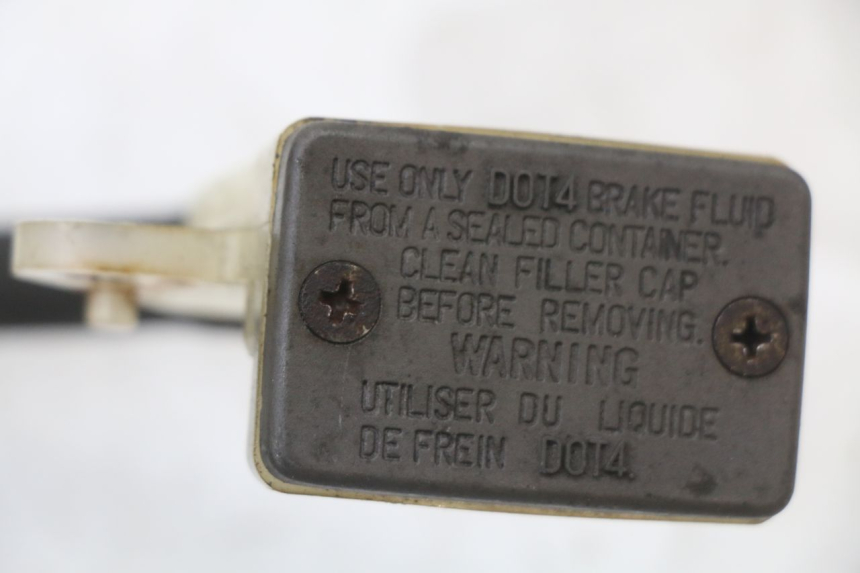 USE ONLY DOT4 BRAKE FLUID
FROM A SEALED CONTAINER.
CLEAN FILLER CAP
BEFORE REMOVING.
WARNING
UTILISER DU LIQUIDE
DE FREIN DOT4.